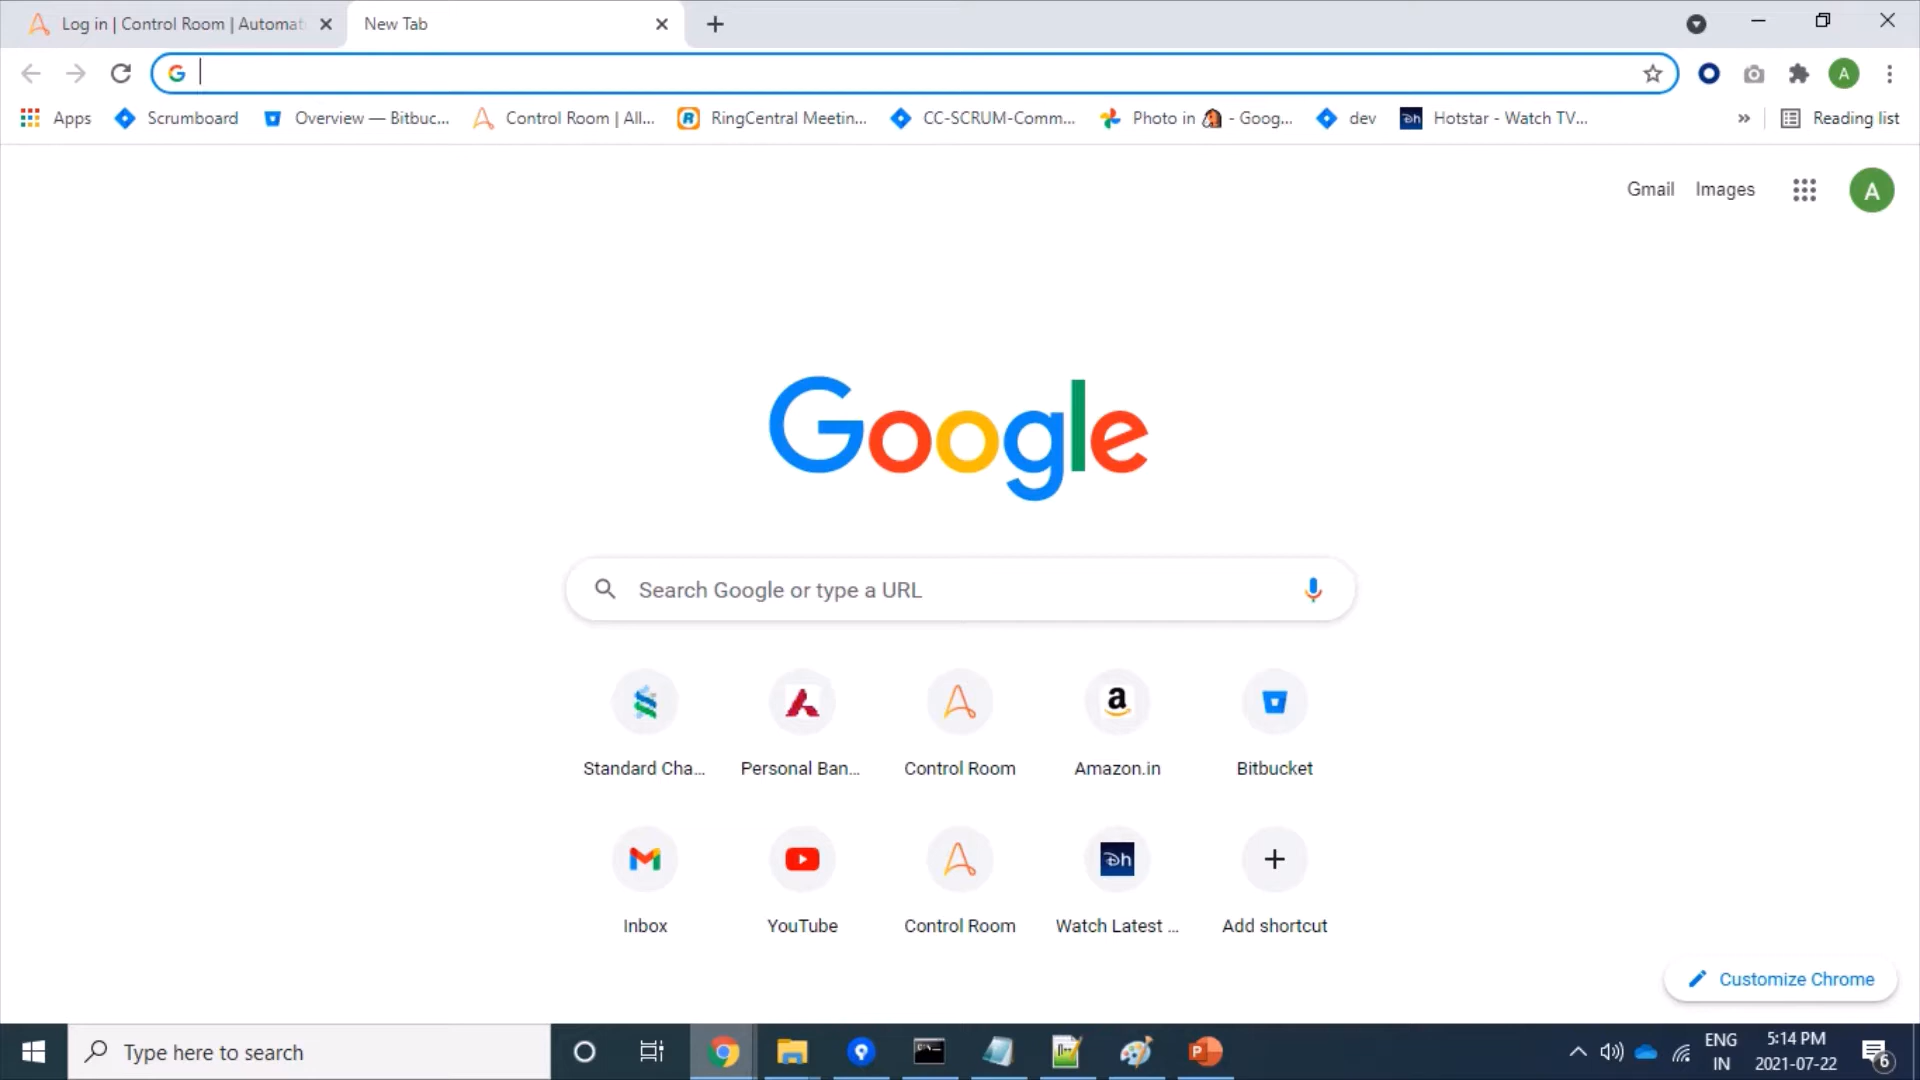 Log in | Control Room | Automat
New Tab
A
Apps
Scrumboard
Overview — Bitbuc...
Control Room | All...
RingCentral Meetin...
CC-SCRUM-Comm...
Photo in - Goog...
dev
Hotstar - Watch TV...
»
Reading list
Gmail
Images
A
Google
Search Google or type a URL
Standard Cha...
Personal Ban...
Control Room
Amazon.in
Bitbucket
Inbox
YouTube
Control Room
Watch Latest ...
Add shortcut
Customize Chrome
Type here to search
ENG
IN
5:14 PM
2021-07-22
6